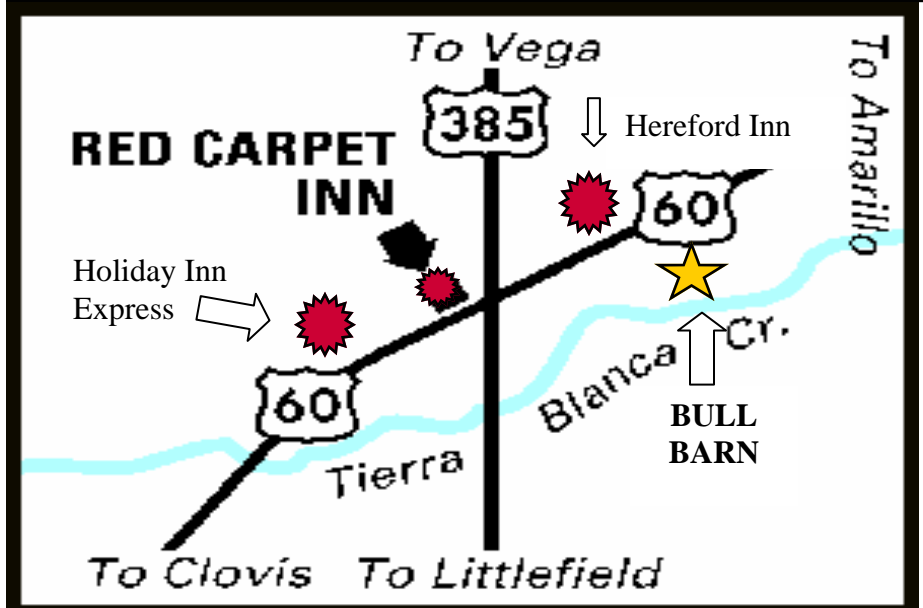 To Vega
To Amarillo
385
Hereford Inn
RED CARPET
INN
60
Holiday Inn
Express
60
Tierra Blanca Cr.
BULL
BARN
To Clovis
To Littlefield